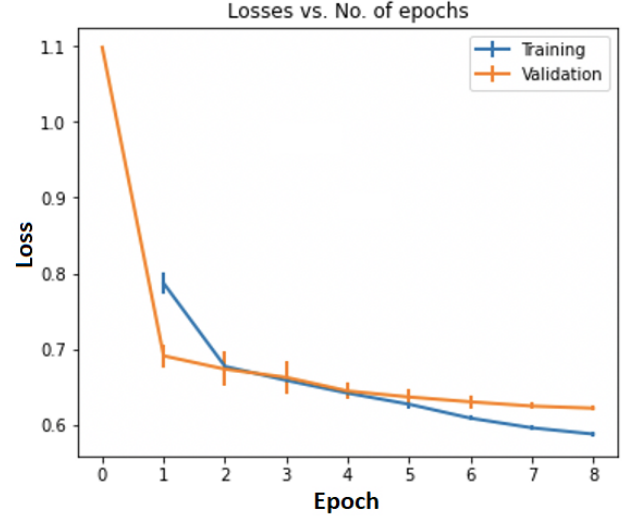 Losses vs. No. of epochs
Training
Validation
1.1
1.0
0.9
0.8
0.7
0.6
Loss
0 1 2 3 4 5 6 7 8
Epoch